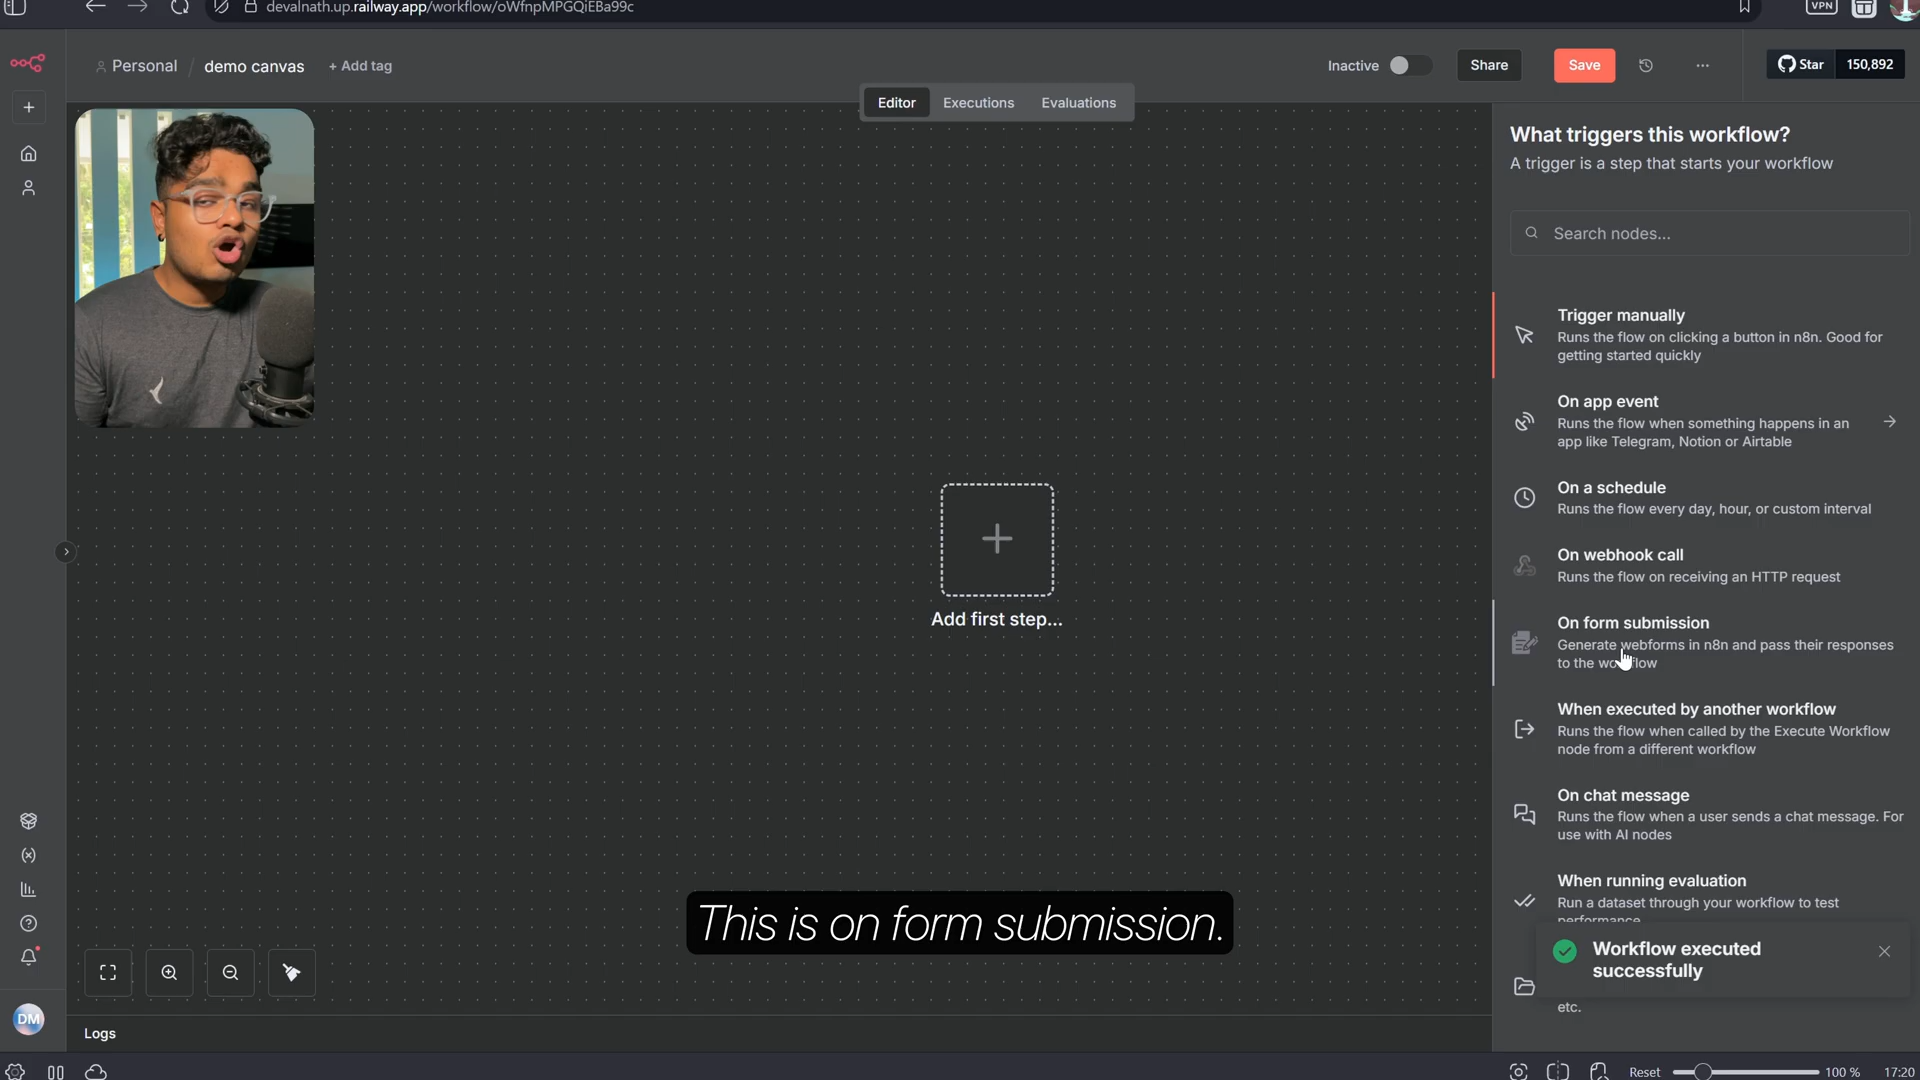 devalnath.up.railway.app/workflow/oWfnpMPGQiEBa99c
VPN
Personal / demo canvas + Add tag
Inactive
Share
Save
Star 150,892
Editor Executions Evaluations
What triggers this workflow?
A trigger is a step that starts your workflow
Search nodes...
Trigger manually
Runs the flow on clicking a button in n8n. Good for
getting started quickly
On app event
Runs the flow when something happens in an
app like Telegram, Notion or Airtable
On a schedule
Runs the flow every day, hour, or custom interval
On webhook call
Runs the flow on receiving an HTTP request
On form submission
Generate webforms in n8n and pass their responses
to the workflow
When executed by another workflow
Runs the flow when called by the Execute Workflow
node from a different workflow
On chat message
Runs the flow when a user sends a chat message. For
use with AI nodes
When running evaluation
Run a dataset through your workflow to test
performance
Workflow executed
successfully
etc.
Add first step...
This is on form submission.
DM
Logs
Reset 100 % 17:20